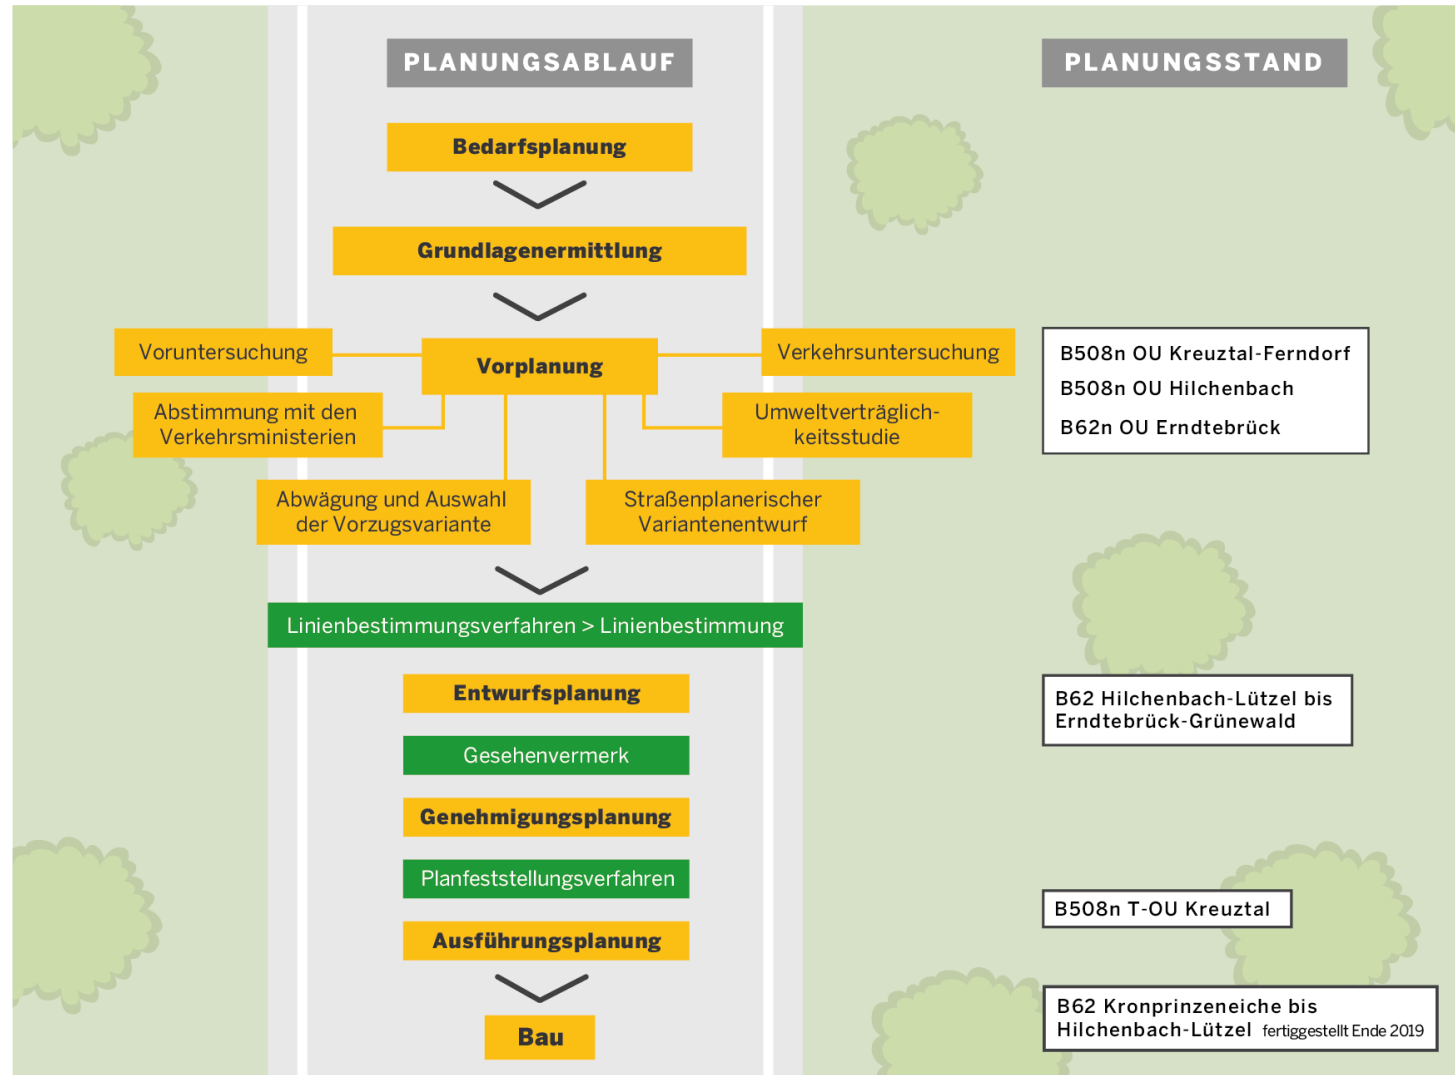 PLANUNGSABLAUF
PLANUNGSSTAND
Bedarfsplanung
Grundlagenermittlung
Voruntersuchung
Vorplanung
Verkehrsuntersuchung
Abstimmung mit den
Verkehrsministerien
Umweltverträglich-
keitsstudie
Abwägung und Auswahl
der Vorzugsvariante
Straßenplanerischer
Variantenentwurf
B508n OU Kreuztal-Ferndorf
B508n OU Hilchenbach
B62n OU Erndtebrück
Linienbestimmungsverfahren > Linienbestimmung
Entwurfsplanung
B62 Hilchenbach-Lützel bis
Erndtebrück-Grünewald
Gesehenvermerk
Genehmigungsplanung
Planfeststellungsverfahren
B508n T-OU Kreuztal
Ausführungsplanung
Bau
B62 Kronprinzeneiche bis
Hilchenbach-Lützel fertiggestellt Ende 2019